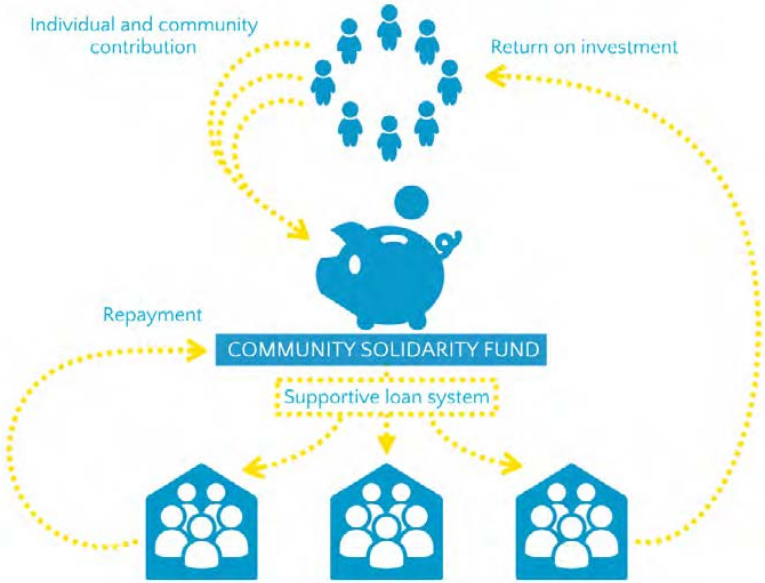 Individual and community
contribution
Return on investment
Repayment
COMMUNITY SOLIDARITY FUND
Supportive loan system